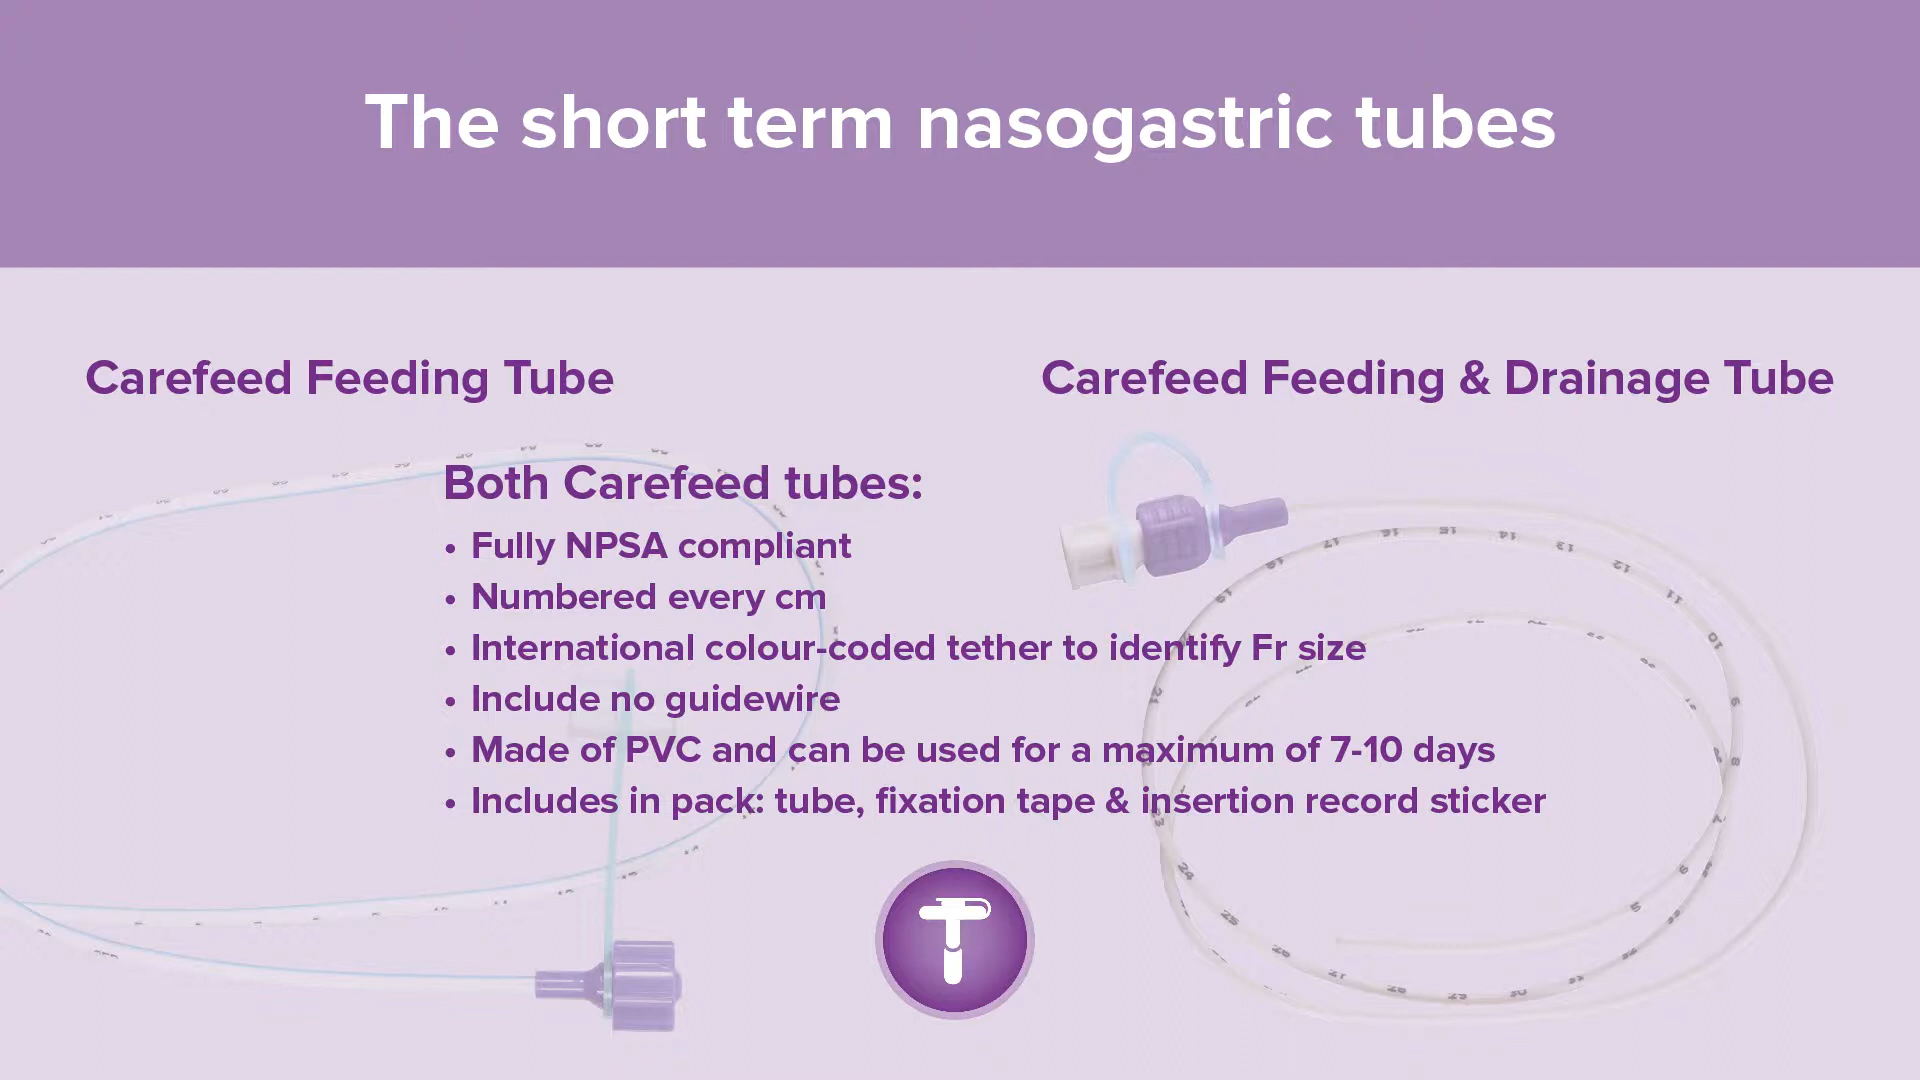 The short term nasogastric tubes
Carefeed Feeding Tube
Carefeed Feeding & Drainage Tube
Both Carefeed tubes:
• Fully NPSA compliant
• Numbered every cm
• International colour-coded tether to identify Fr size
• Include no guidewire
• Made of PVC and can be used for a maximum of 7-10 days
• Includes in pack: tube, fixation tape & insertion record sticker